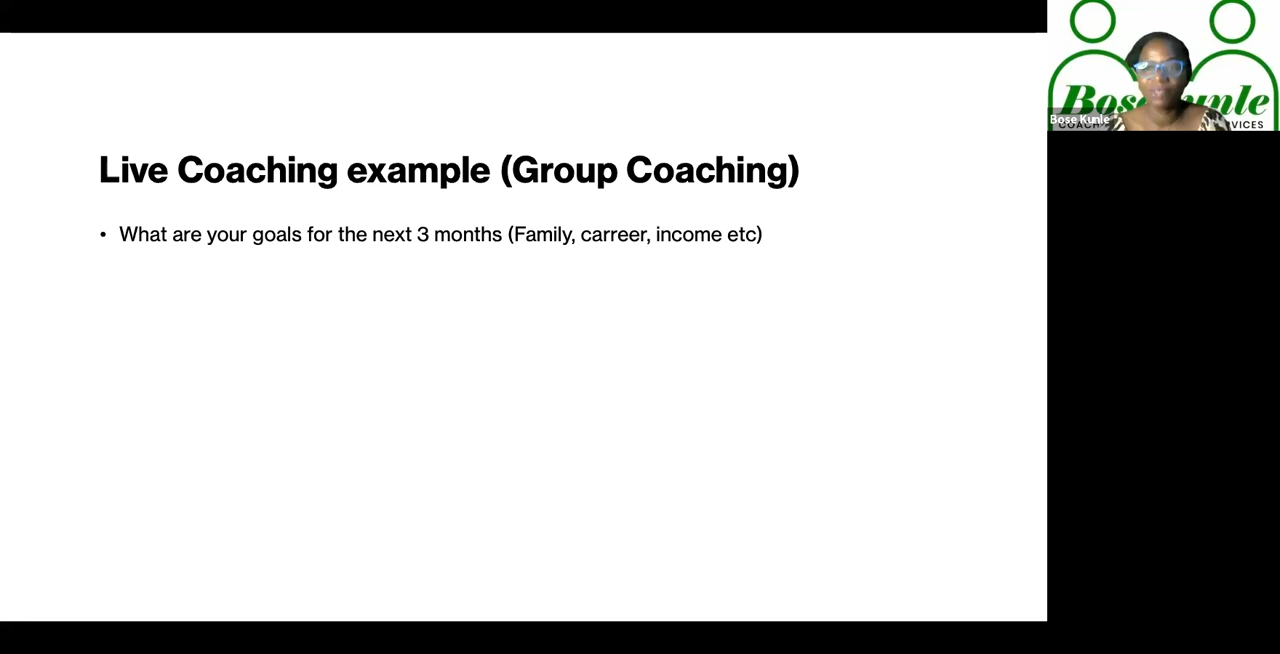 Live Coaching example (Group Coaching)
• What are your goals for the next 3 months (Family, carreer, income etc)
Bose Kunle